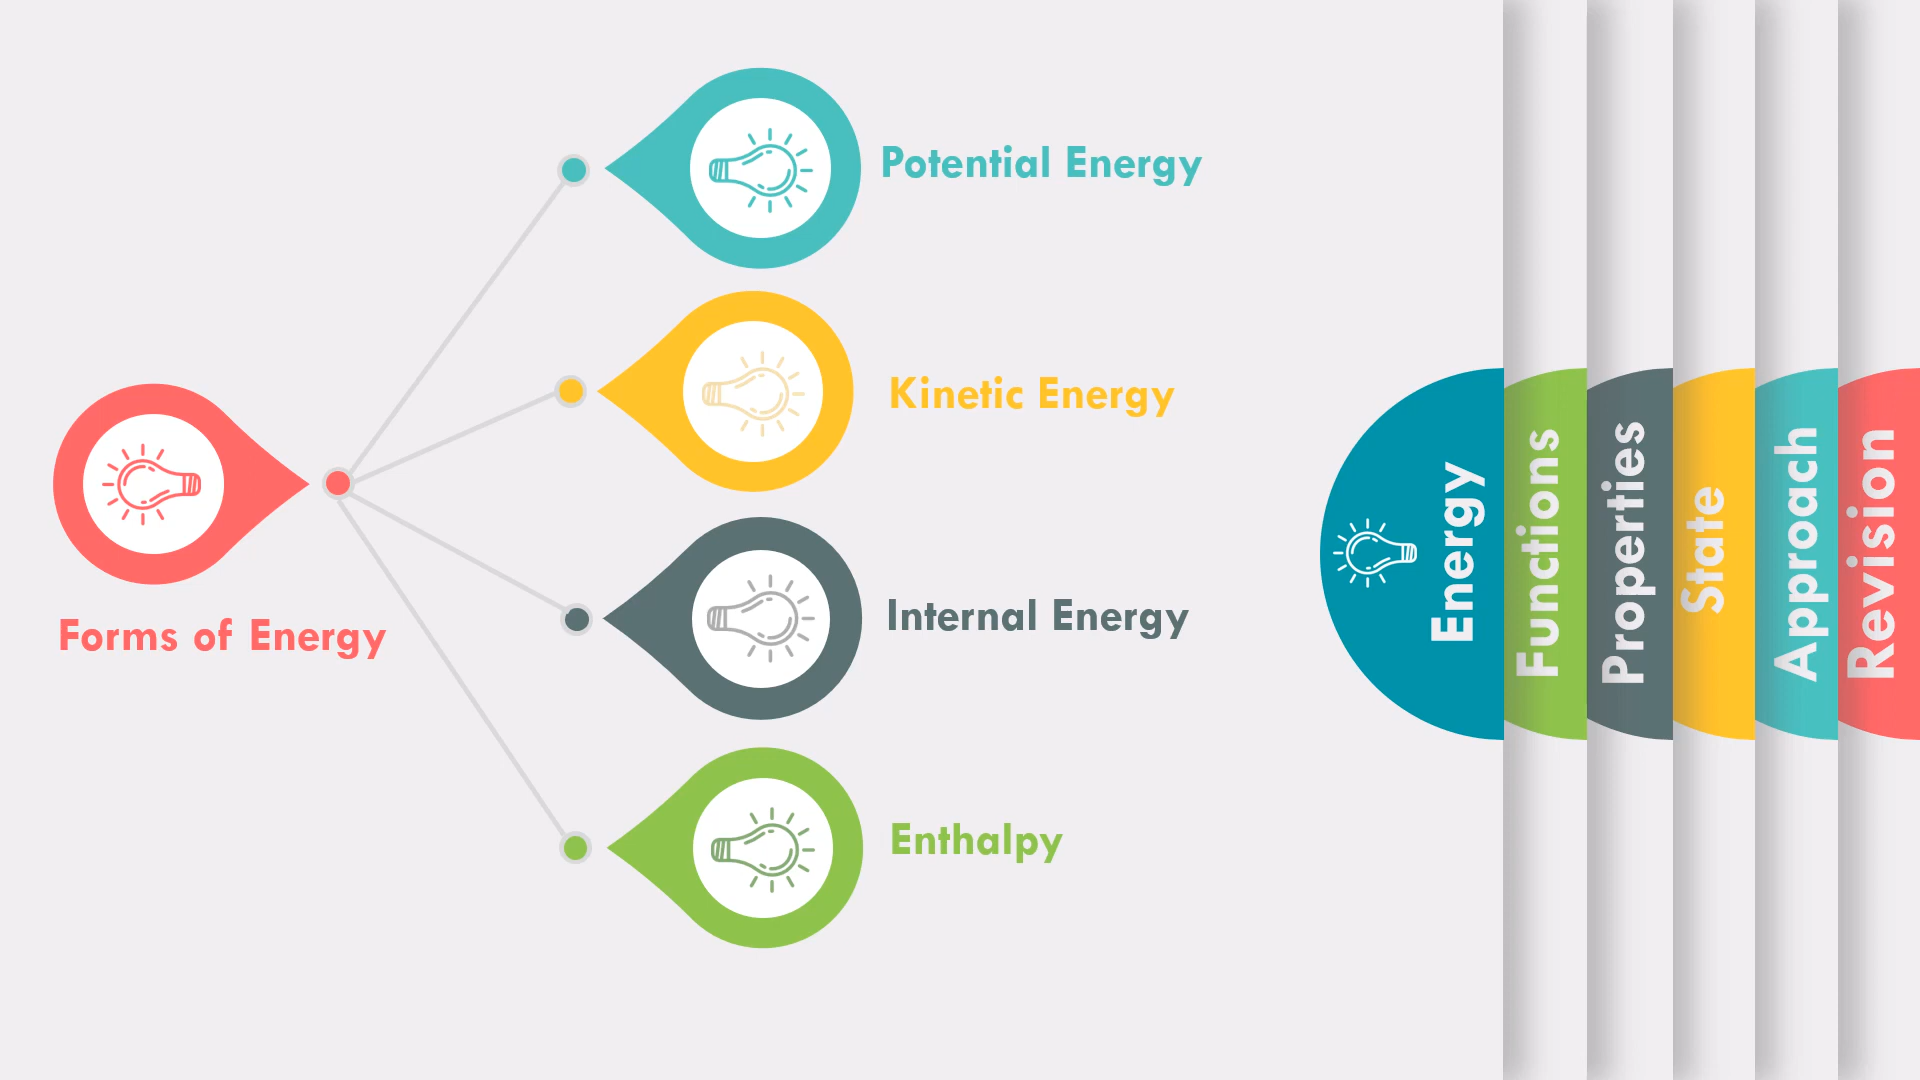 Potential Energy
Kinetic Energy
Forms of Energy
Internal Energy
Enthalpy
Energy
Functions
Properties
State
Approach
Revision